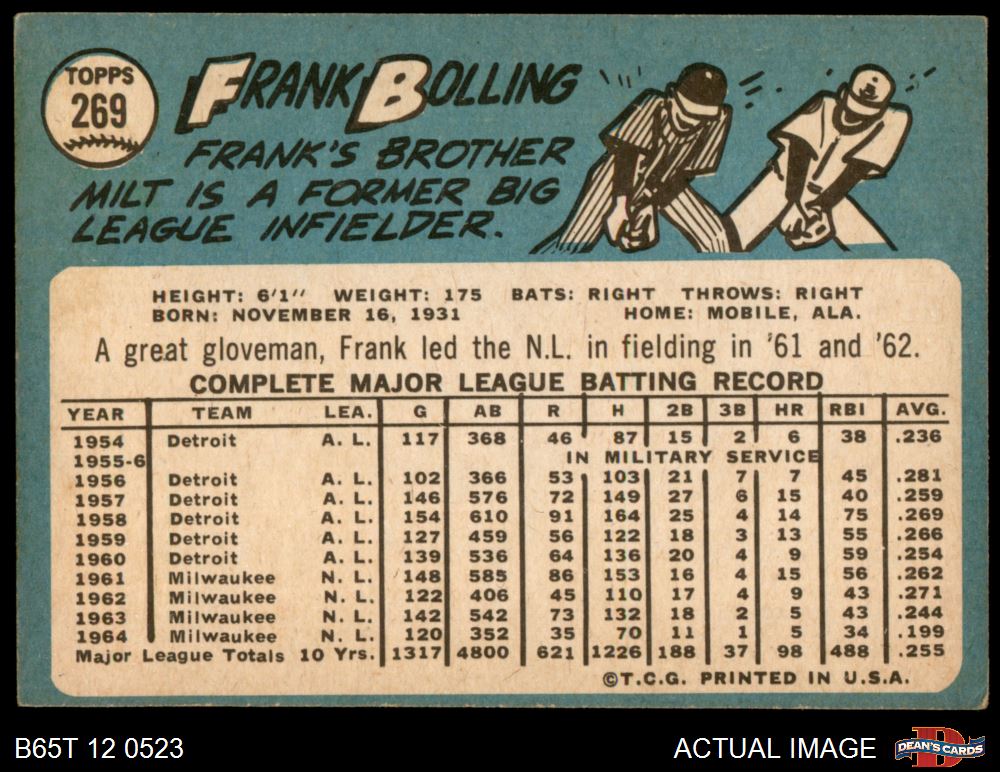 TOPPS
269
FRANK BOLLING
FRANK'S BROTHER
MILT IS A FORMER BIG
LEAGUE INFIELDER.
HEIGHT: 6'1" WEIGHT: 175 BATS: RIGHT THROWS: RIGHT
BORN: NOVEMBER 16, 1931 HOME: MOBILE, ALA.
A great gloveman, Frank led the N.L. in fielding in '61 and '62.
COMPLETE MAJOR LEAGUE BATTING RECORD
YEAR TEAM LEA. G AB R H 2B 3B HR RBI AVG.
1954 Detroit A. L. 117 368 46 87 15 2 6 38 .236
1955-6 IN MILITARY SERVICE
1956 Detroit A. L. 102 366 53 103 21 7 7 45 .281
1957 Detroit A. L. 146 576 72 149 27 6 15 40 .259
1958 Detroit A. L. 154 610 91 164 25 4 14 75 .269
1959 Detroit A. L. 127 459 56 122 18 3 13 55 .266
1960 Detroit A. L. 139 536 64 136 20 4 9 59 .254
1961 Milwaukee N. L. 148 585 86 153 16 4 15 56 .262
1962 Milwaukee N. L. 122 406 45 110 17 4 9 43 .271
1963 Milwaukee N. L. 142 542 73 132 18 2 5 43 .244
1964 Milwaukee N. L. 120 352 35 70 11 1 5 34 .199
Major League Totals 10 Yrs. 1317 4800 621 1226 188 37 98 488 .255
©T.C.G. PRINTED IN U.S.A.
B65T 12 0523 ACTUAL IMAGE DEAN'S CARDS